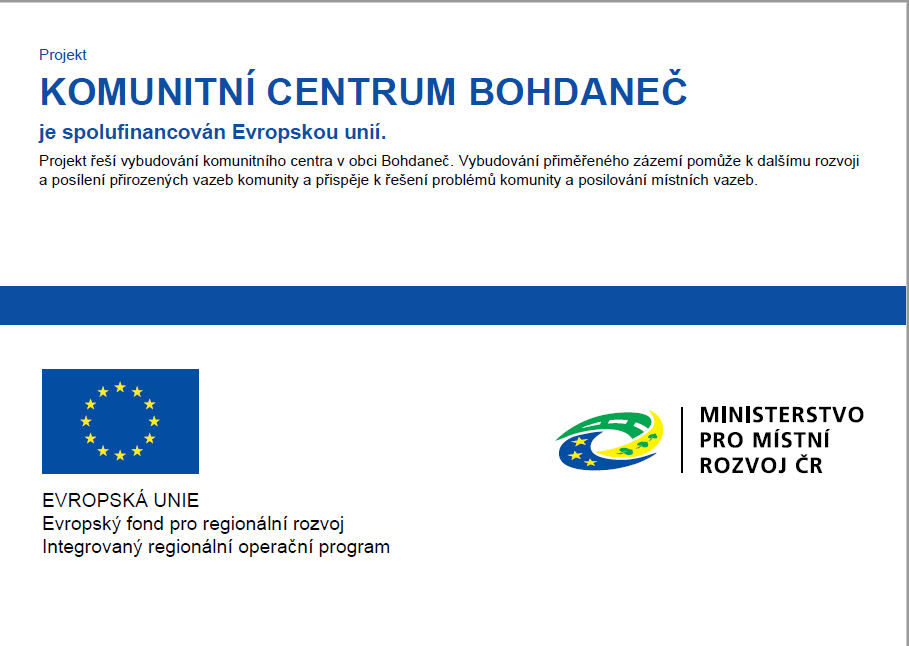 Projekt
KOMUNITNÍ CENTRUM BOHDANEČ
je spolufinancován Evropskou unií.
Projekt řeší vybudování komunitního centra v obci Bohdaneč. Vybudování přiměřeného zázemí pomůže k dalšímu rozvoji
a posílení přirozených vazeb komunity a přispěje k řešení problémů komunity a posilování místních vazeb.
EVROPSKÁ UNIE
Evropský fond pro regionální rozvoj
Integrovaný regionální operační program
MINISTERSTVO
PRO MÍSTNÍ
ROZVOJ ČR